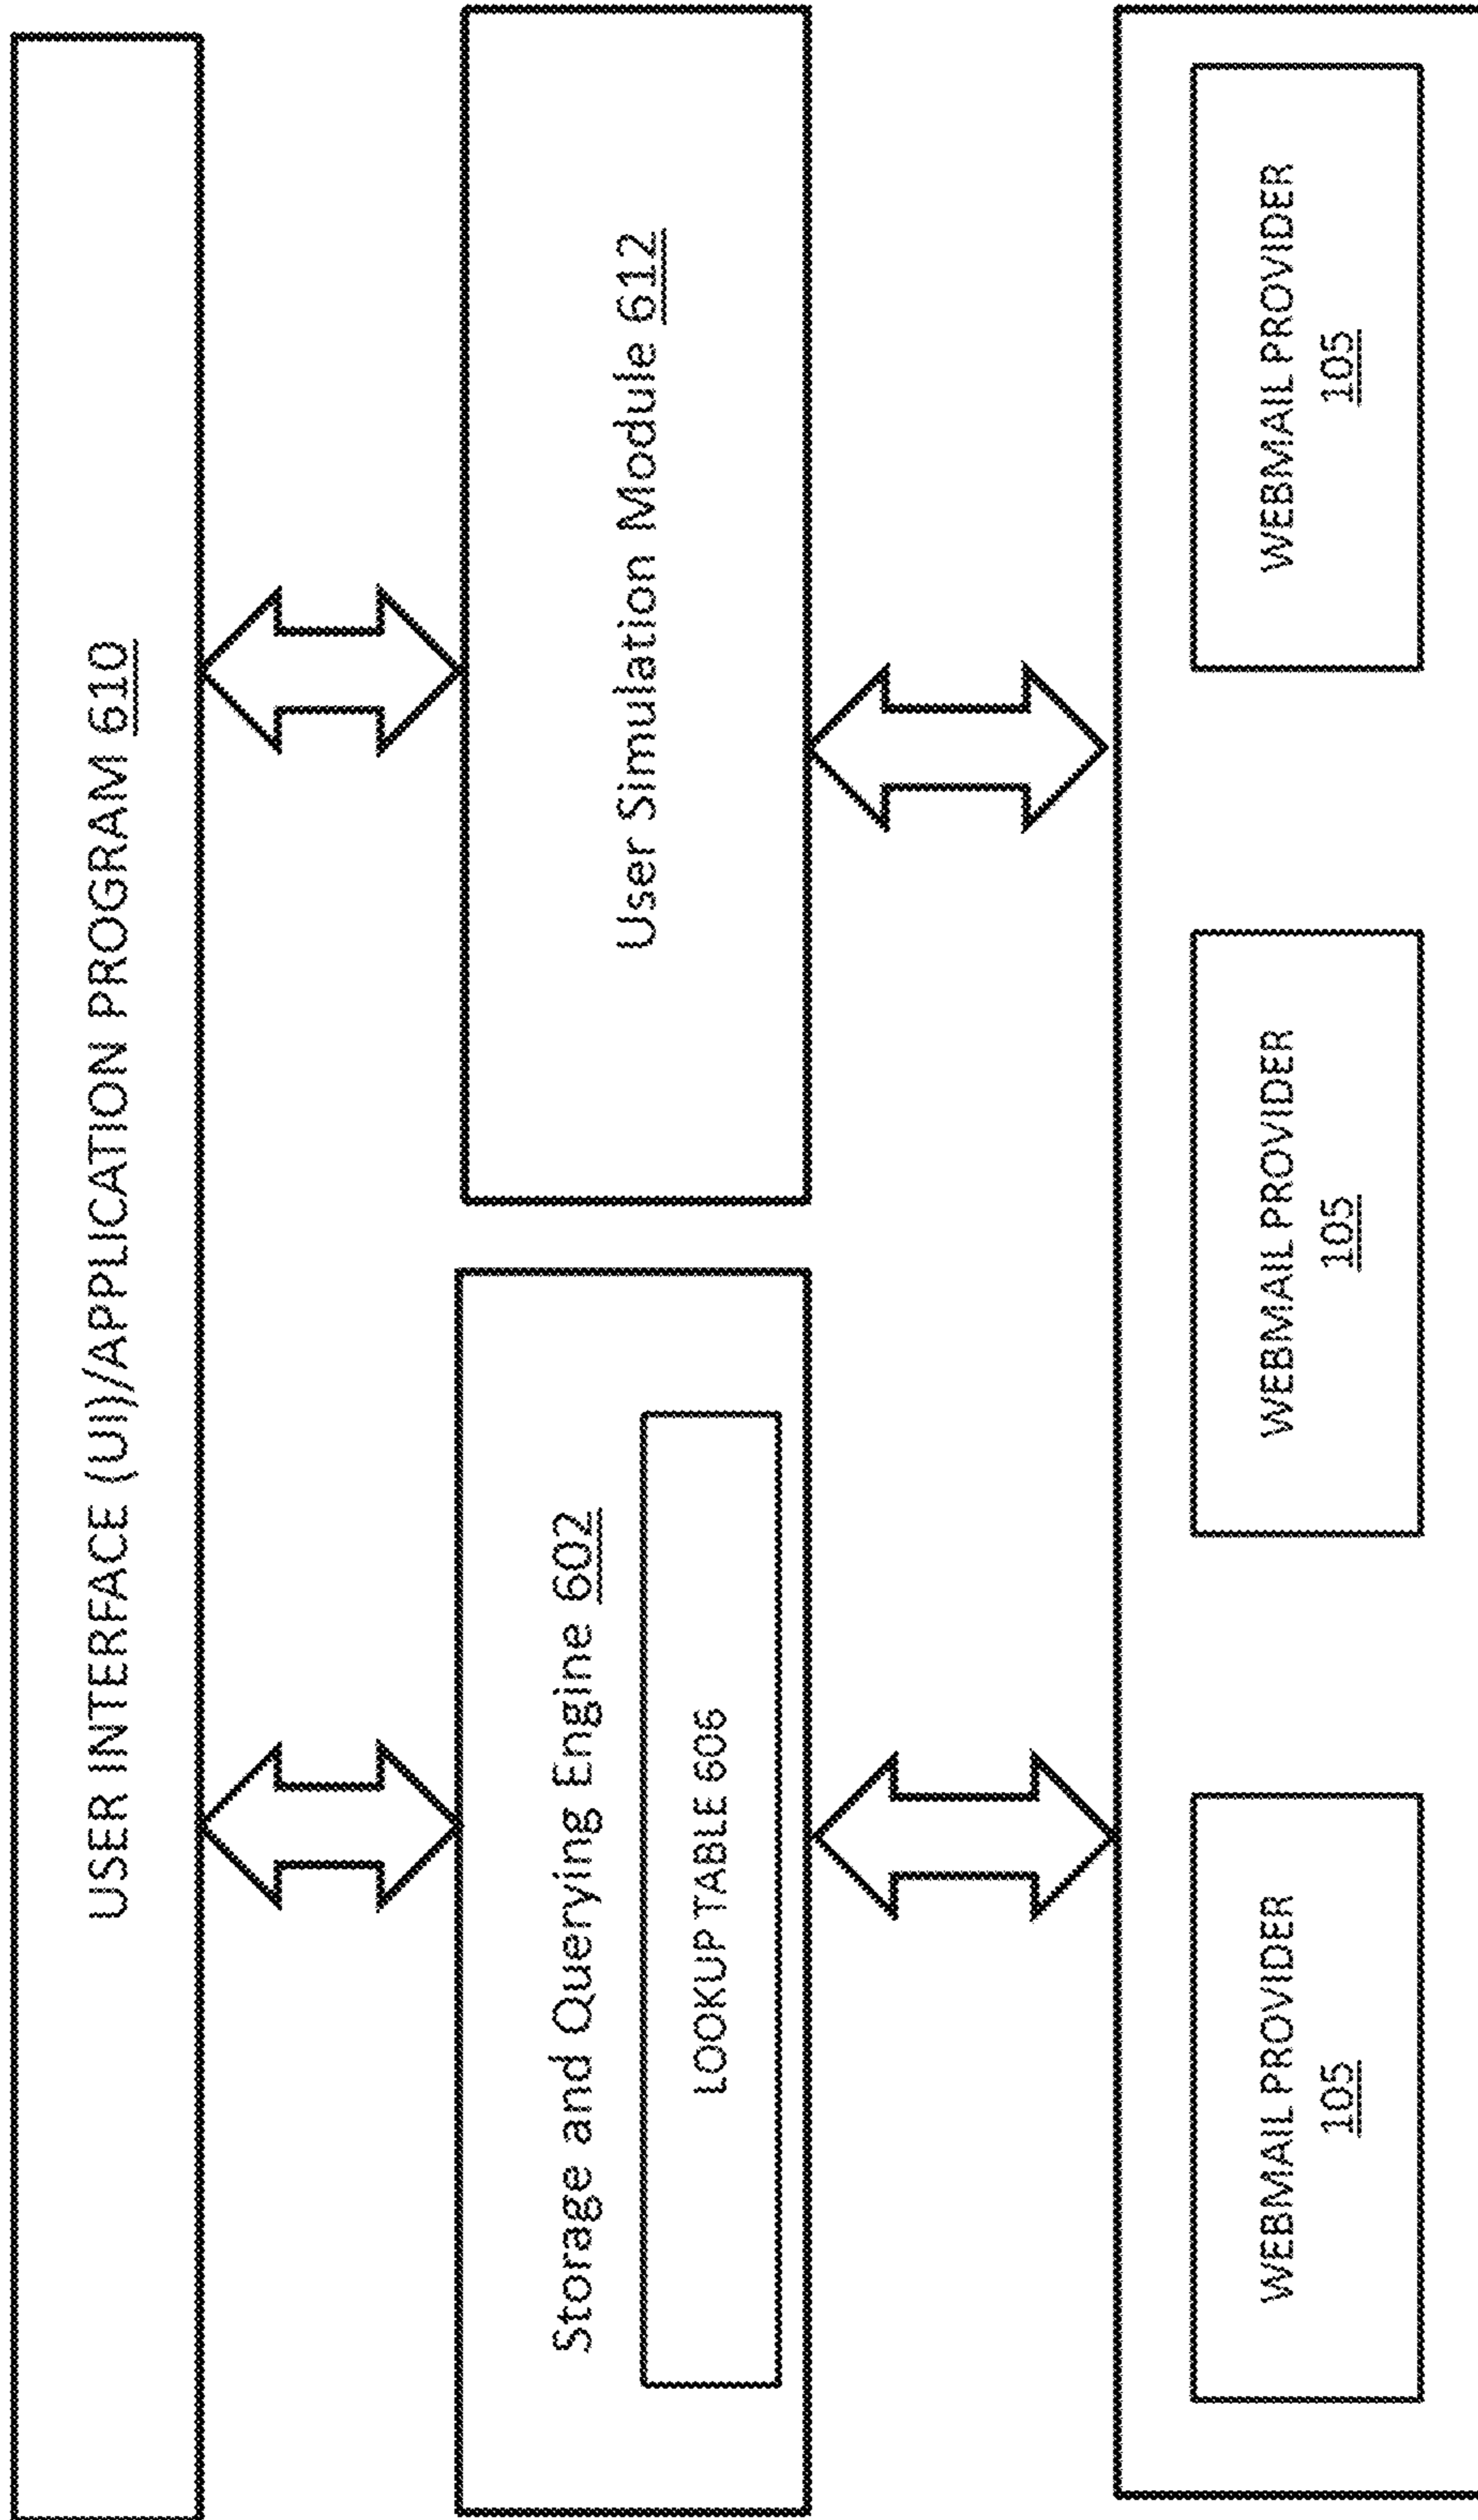 USER INTERFACE (UI)/APPLICATION PROGRAM 610
Storage and Querying Engine 602
LOOKUP TABLE 606
User Simulation Module 612
WEBMAIL PROVIDER
105
WEBMAIL PROVIDER
105
WEBMAIL PROVIDER
105